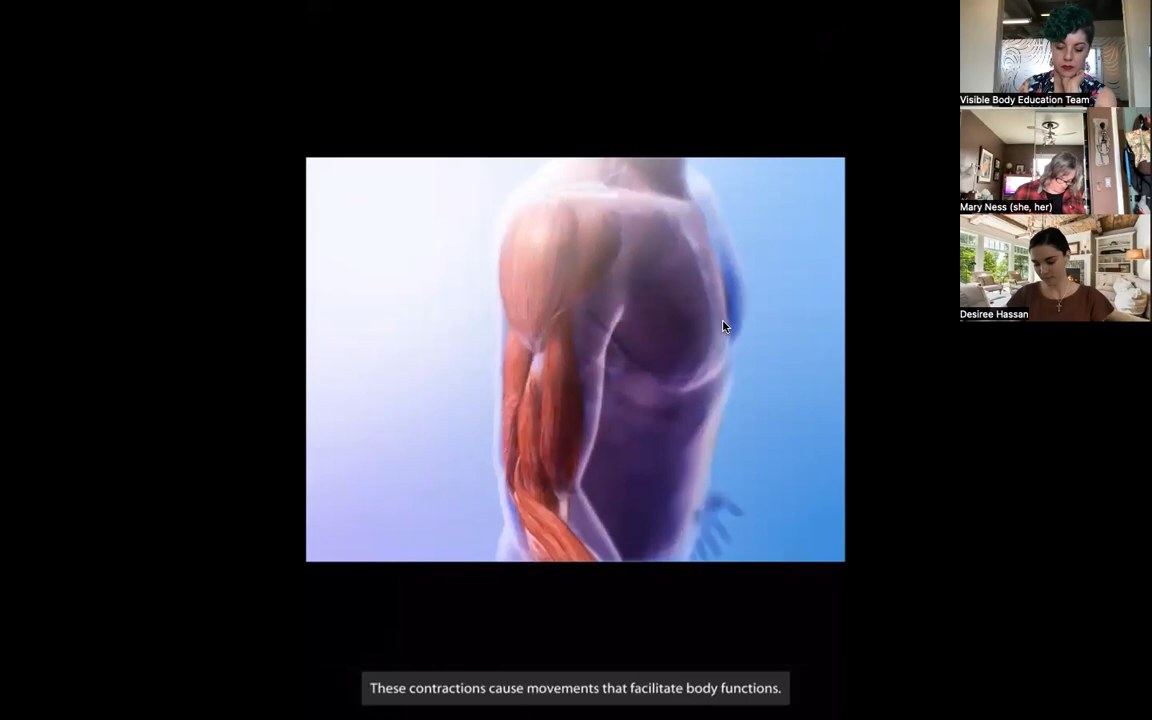 Visible Body Education Team
Mary Ness (she, her)
Desiree Hassan
These contractions cause movements that facilitate body functions.